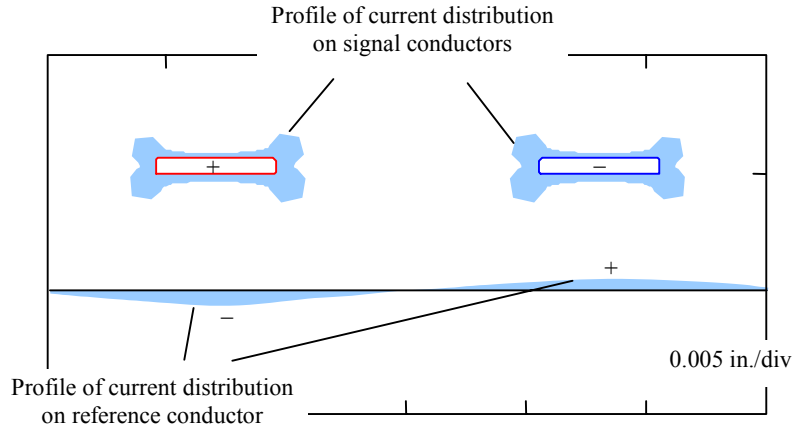 Profile of current distribution
on signal conductors
+
−
+
−
0.005 in./div
Profile of current distribution
on reference conductor